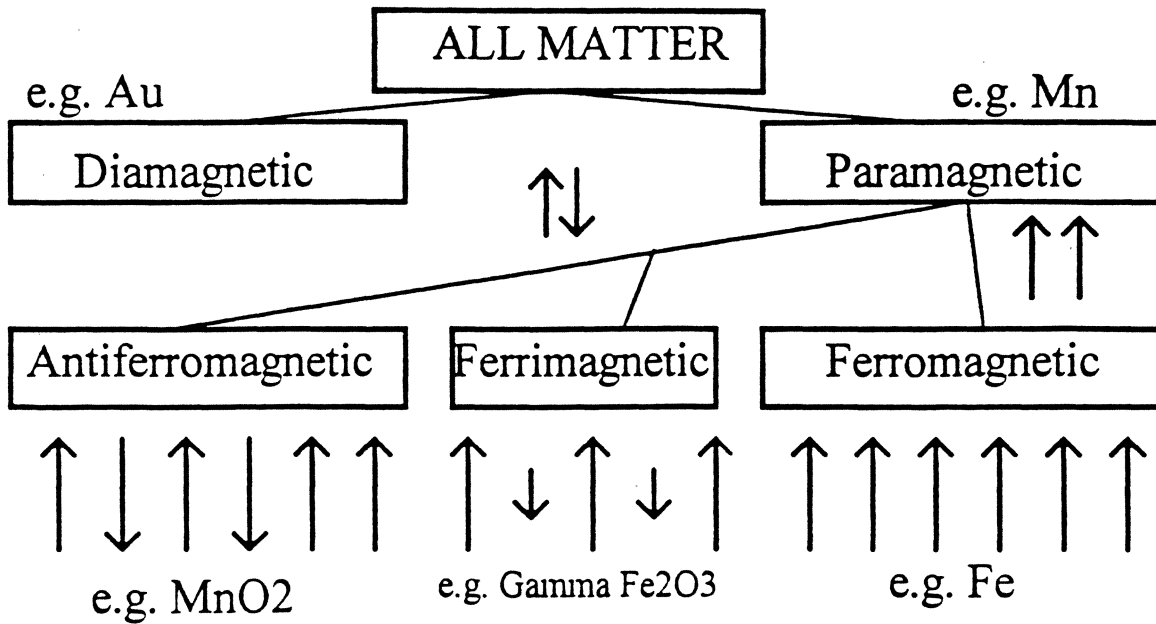 ALL MATTER
e.g. Au
e.g. Mn
Diamagnetic
Paramagnetic
Antiferromagnetic
Ferrimagnetic
Ferromagnetic
e.g. MnO2
e.g. Gamma Fe2O3
e.g. Fe